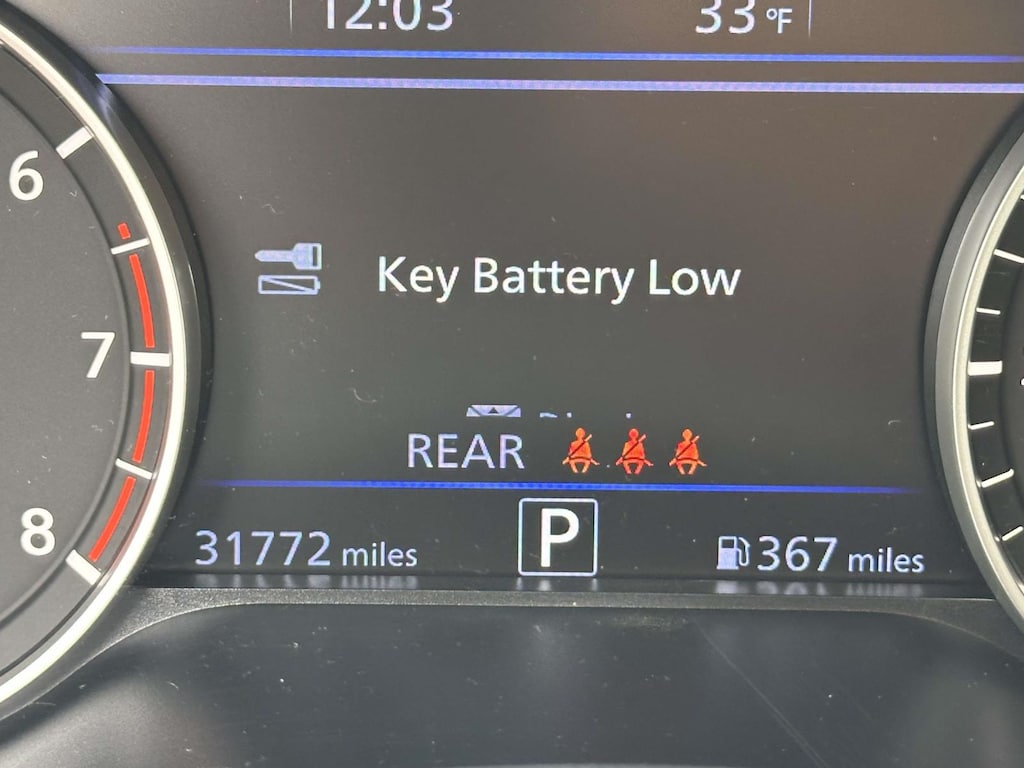 12:03 33 °F
6
Key Battery Low
7
REAR
8
31772 miles P 367 miles